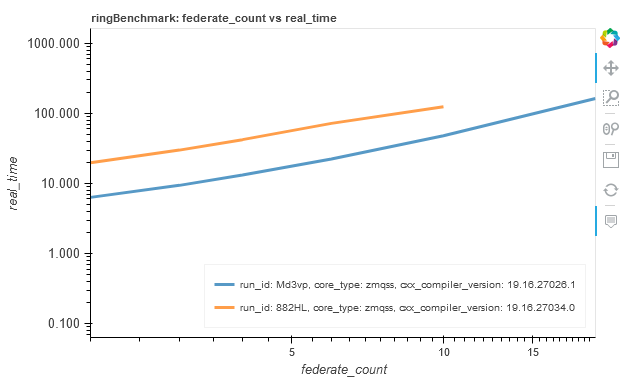 ringBenchmark: federate_count vs real_time
1000.000
100.000
10.000
1.000
0.100
real_time
5
10
15
federate_count
run_id: Md3vp, core_type: zmqss, cxx_compiler_version: 19.16.27026.1
run_id: 882HL, core_type: zmqss, cxx_compiler_version: 19.16.27034.0